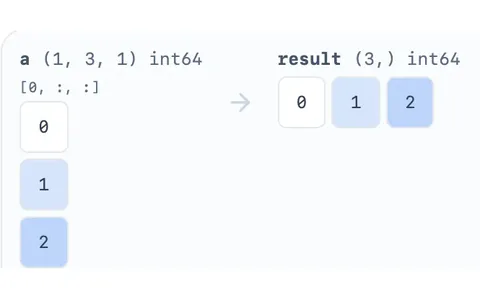 a (1, 3, 1) int64
[0, :, :]
0
1
2
result (3,) int64
0 1 2